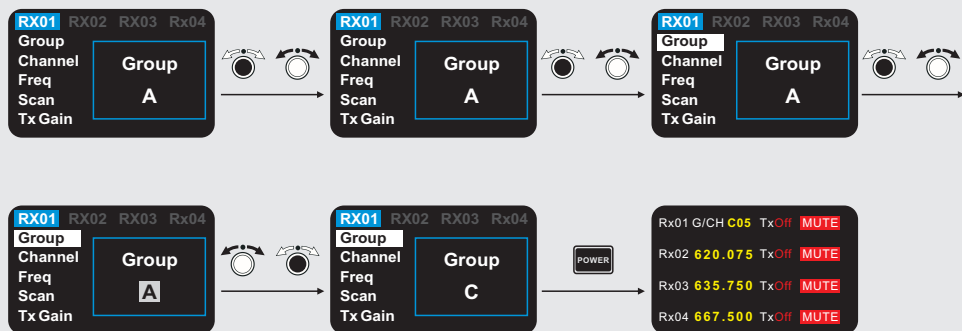 RX01 RX02 RX03 Rx04
Group
Channel
Freq
Scan
Tx Gain
Group
A
RX01 RX02 RX03 Rx04
Group
Channel
Freq
Scan
Tx Gain
Group
A
RX01 RX02 RX03 Rx04
Group
Channel
Freq
Scan
Tx Gain
Group
A
RX01 RX02 RX03 Rx04
Group
Channel
Freq
Scan
Tx Gain
Group
A
RX01 RX02 RX03 Rx04
Group
Channel
Freq
Scan
Tx Gain
Group
C
POWER
Rx01 G/CH C05 TxOff MUTE
Rx02 620.075 TxOff MUTE
Rx03 635.750 TxOff MUTE
Rx04 667.500 TxOff MUTE